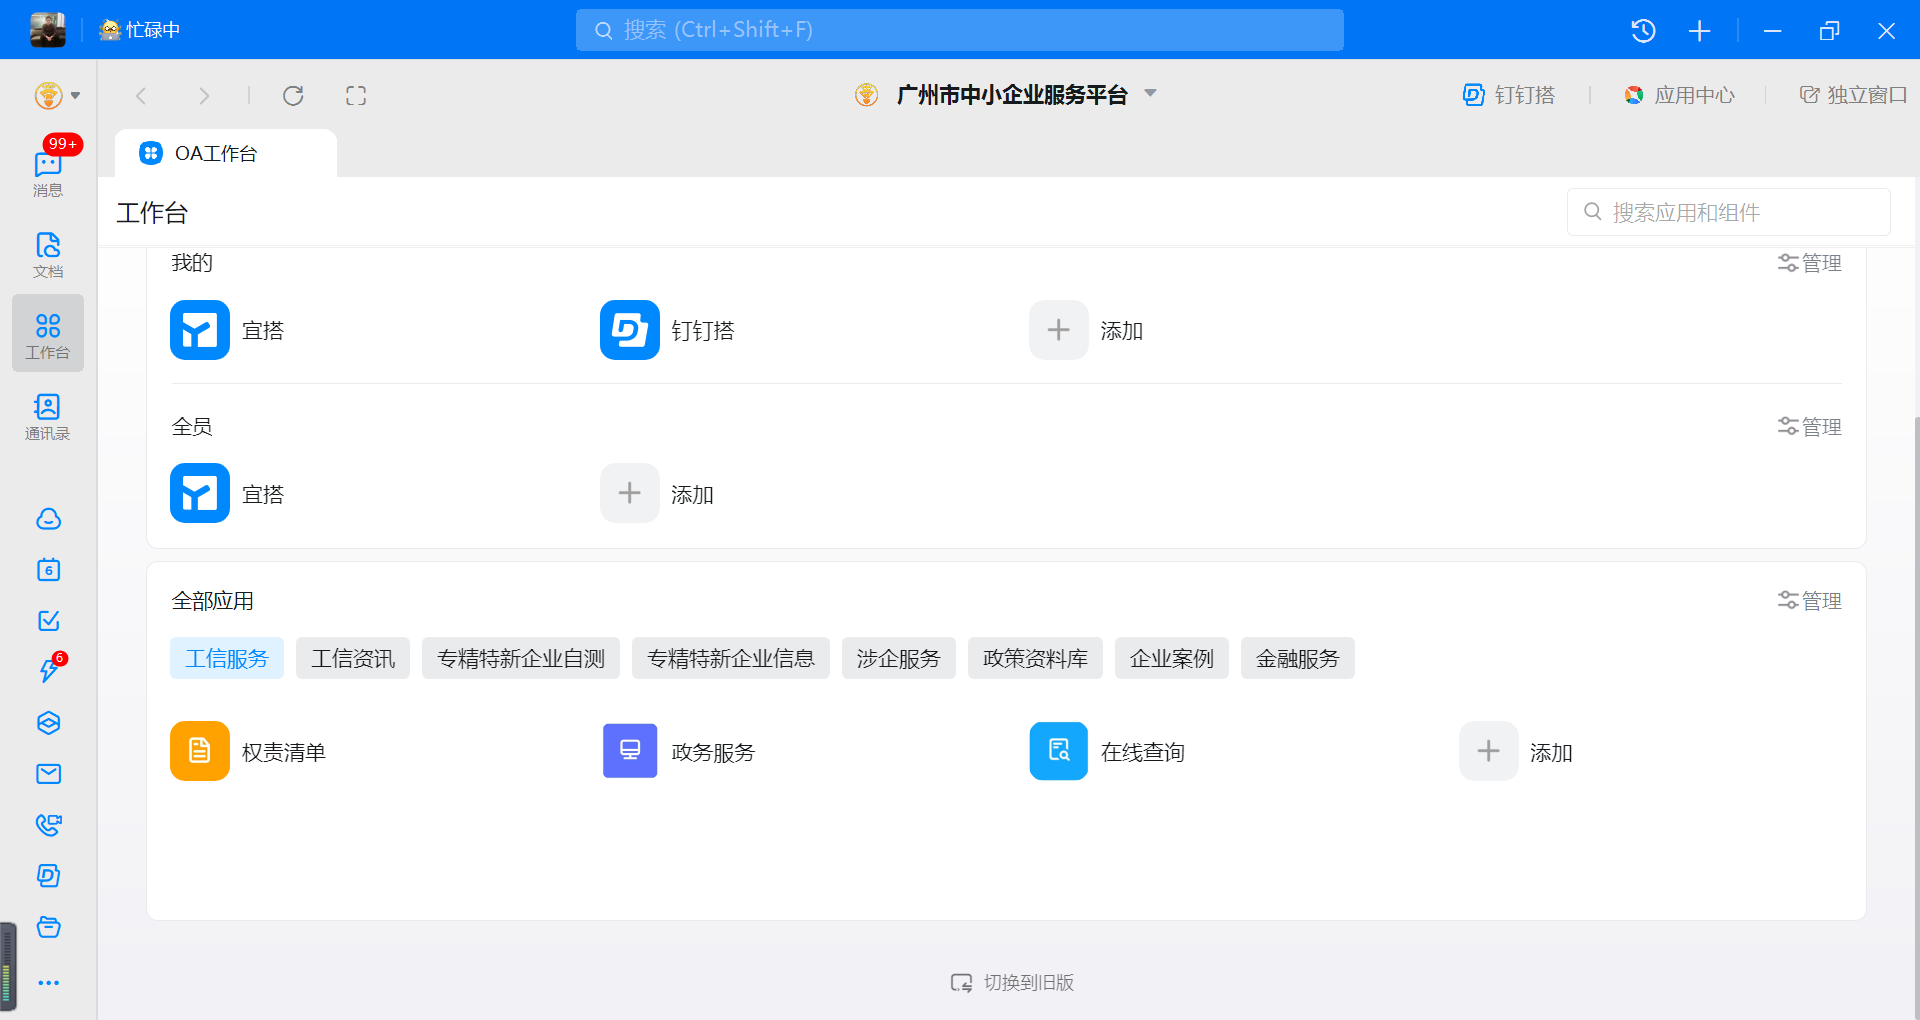 忙碌中
搜索 (Ctrl+Shift+F)
广州市中小企业服务平台
钉钉搭
应用中心
独立窗口
99+
消息
文档
工作台
通讯录
6
6
OA工作台
工作台
搜索应用和组件
我的
管理
宜搭
钉钉搭
添加
全员
管理
宜搭
添加
全部应用
管理
工信服务 工信资讯 专精特新企业自测 专精特新企业信息 涉企服务 政策资料库 企业案例 金融服务
权责清单
政务服务
在线查询
添加
切换到旧版